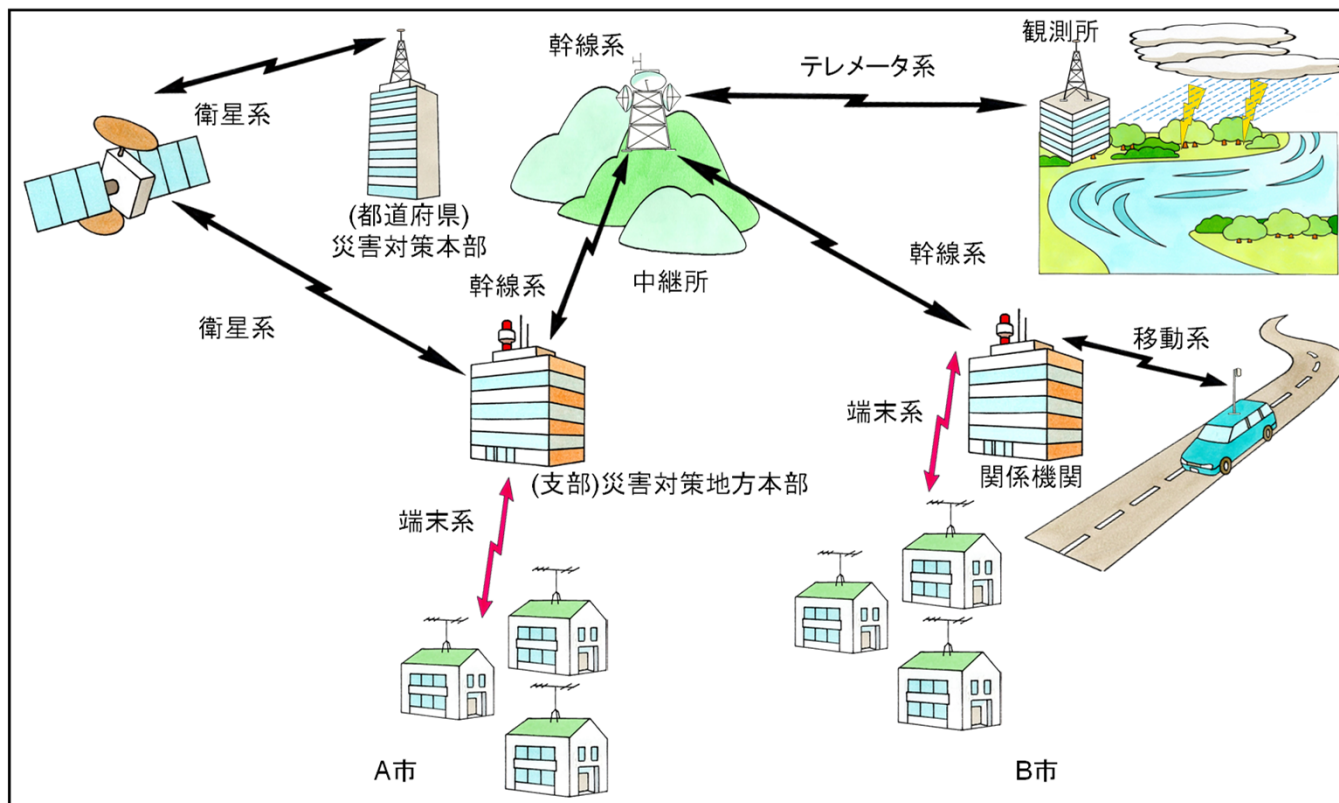 幹線系
観測所
テレメータ系
衛星系
(都道府県)
災害対策本部
中継所
幹線系
幹線系
衛星系
移動系
端末系
関係機関
(支部)災害対策地方本部
端末系
A市
B市